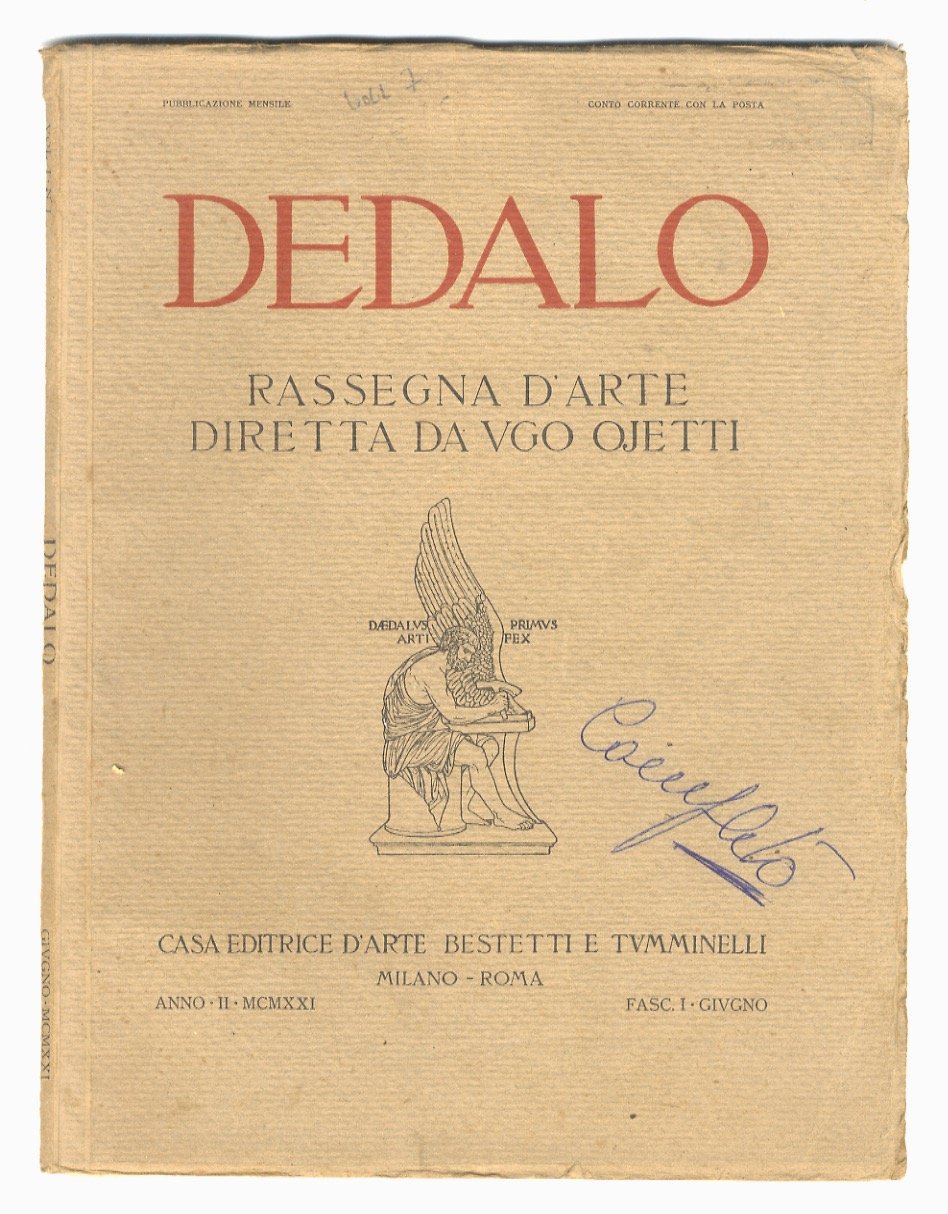 PUBBLICAZIONE MENSILE
CONTO CORRENTE CON LA POSTA
DEDALO
RASSEGNA D'ARTE
DIRETTA DA VGO OJETTI
DÆDALVS PRIMVS
ARTI FEX
Completo
CASA EDITRICE D'ARTE BESTETTI E TVMMINELLI
MILANO - ROMA
ANNO · II · MCMXXI
FASC. I · GIVGNO
DEDALO
GIVGNO · MCMXXI